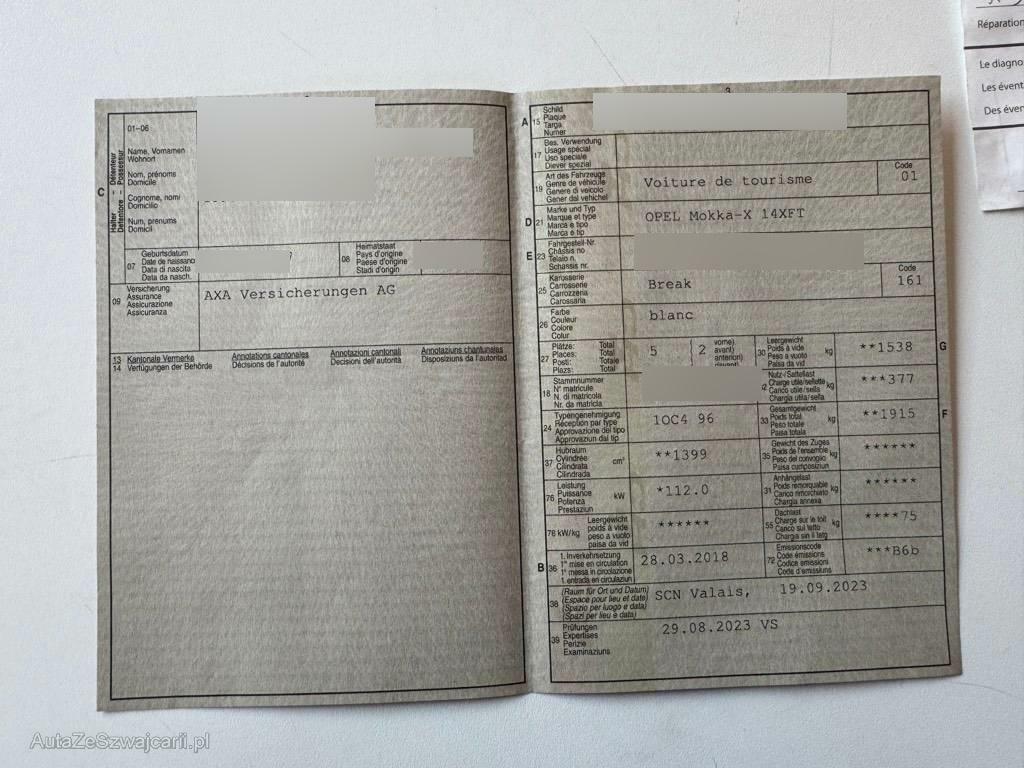 Réparation
Le diagno
Les évent
Des éven
C
Halter - Détenteur
Detentore - Possessur
01-06
Name, Vornamen
Wohnort
Nom, prénoms
Domicile
Cognome, nomi
Domicilio
Num, prenums
Domicil
07
Geburtsdatum
Date de naissance
Data di nascita
Data da nasch.
08
Heimatstaat
Pays d'origine
Paese d'origine
Stadi d'origin
09
Versicherung
Assurance
Assicurazione
Assicuranza
AXA Versicherungen AG
13
14
Kantonale Vermerke
Verfügungen der Behörde
Annotations cantonales
Décisions de l'autorité
Annotazioni cantonali
Decisioni dell'autorità
Annotaziuns chantunalas
Disposiziuns da l'autoritad
A 15
Schild
Plaque
Targa
Numer
17
Bes. Verwendung
Usage spécial
Uso speciale
Diever spezial
19
Art des Fahrzeugs
Genre de véhicule
Genere di veicolo
Gener dal vehichel
Voiture de tourisme
Code
01
D 21
Marke und Typ
Marque et type
Marca e tipo
Marca e tip
OPEL Mokka-X 14XFT
E 23
Fahrgestell-Nr.
Châssis no
Telaio n.
Schassis nr.
25
Karosserie
Carrosserie
Carrozzeria
Carossaria
Break
Code
161
26
Farbe
Couleur
Colore
Colur
blanc
27
Plätze: Total
Places: Total
Posti: Totale
Plazs: Total
5
2
vorne)
avant)
anteriori)
30
Leergewicht
Poids à vide
Peso a vuoto
Paisa da vid
kg
**1538
G
18
Stammnummer
N° matricule
N. di matricola
Nr. da matricla
Nutz-/Sattellast
Charge utile/sellette
Carico utile/sella
Chargia utila/sella
kg
***377
24
Typengenehmigung
Réception par type
Approvazione del tipo
Approvaziun dal tip
1OC4 96
33
Gesamtgewicht
Poids total
Peso totale
Paisa totala
kg
**1915
F
37
Hubraum
Cylindrée
Cilindrata
Cilindrada
cm³
**1399
35
Gewicht des Zuges
Poids de l'ensemble
Peso del convoglio
Paisa cumposiziun
kg
******
76
Leistung
Puissance
Potenza
Prestaziun
kW
*112.0
31
Anhängelast
Poids remorquable
Carico rimorchiato
Chargia annexa
kg
******
78 kW/kg
Leergewicht
poids à vide
peso a vuoto
paisa da vid
******
55
Dachlast
Charge sur le toit
Carico sul tetto
Chargia sin il tetg
kg
****75
B 36
1. Inverkehrsetzung
1re mise en circulation
1a messa in circolazione
1. entrada en circulaziun
28.03.2018
72
Emissionscode
Code émissions
Codice emissioni
Code d'emissiuns
***B6b
38
(Raum für Ort und Datum)
(Espace pour lieu et date)
(Spazio per luogo e data)
(Spazi per lieu e data)
SCN Valais, 19.09.2023
39
Prüfungen
Expertises
Perizie
Examinaziuns
29.08.2023 VS
AutaZeSzwajcarii.pl